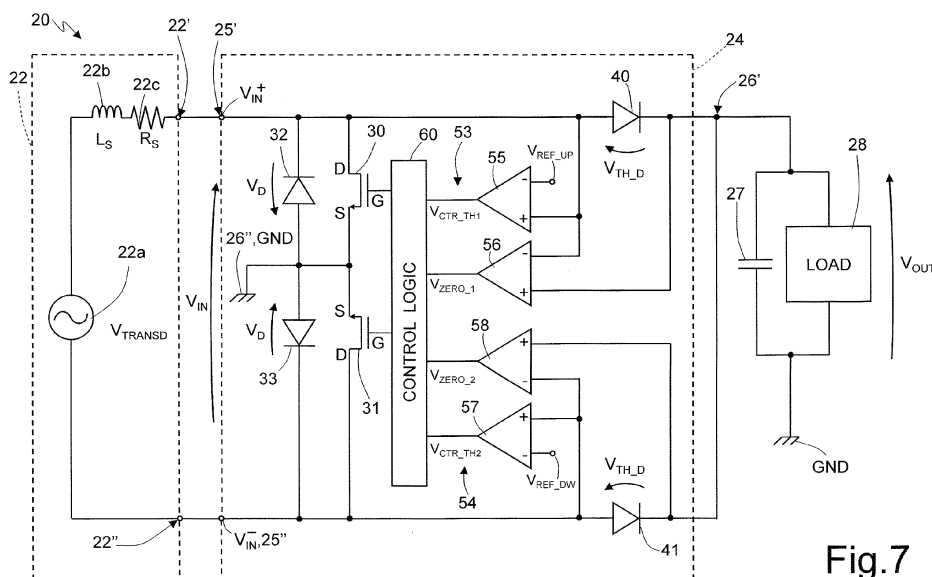 20
22' 25'
24
22
22b 22c
40
26'
V_IN^+
L_S R_S
30
60
53
55
V_REF_UP
32
D
-
V_TH_D
28
V_D
G
S
+
V_CTR_TH1
27
26", GND
56
-
LOAD
22a
V_ZERO_1
+
V_OUT
V_IN
CONTROL LOGIC
V_TRANSD
S
58
+
V_D
G
V_ZERO_2
-
D
33
31
57
+
V_CTR_TH2
-
V_TH_D
GND
V_REF_DW
54
22"
V_IN^-, 25"
41
Fig.7